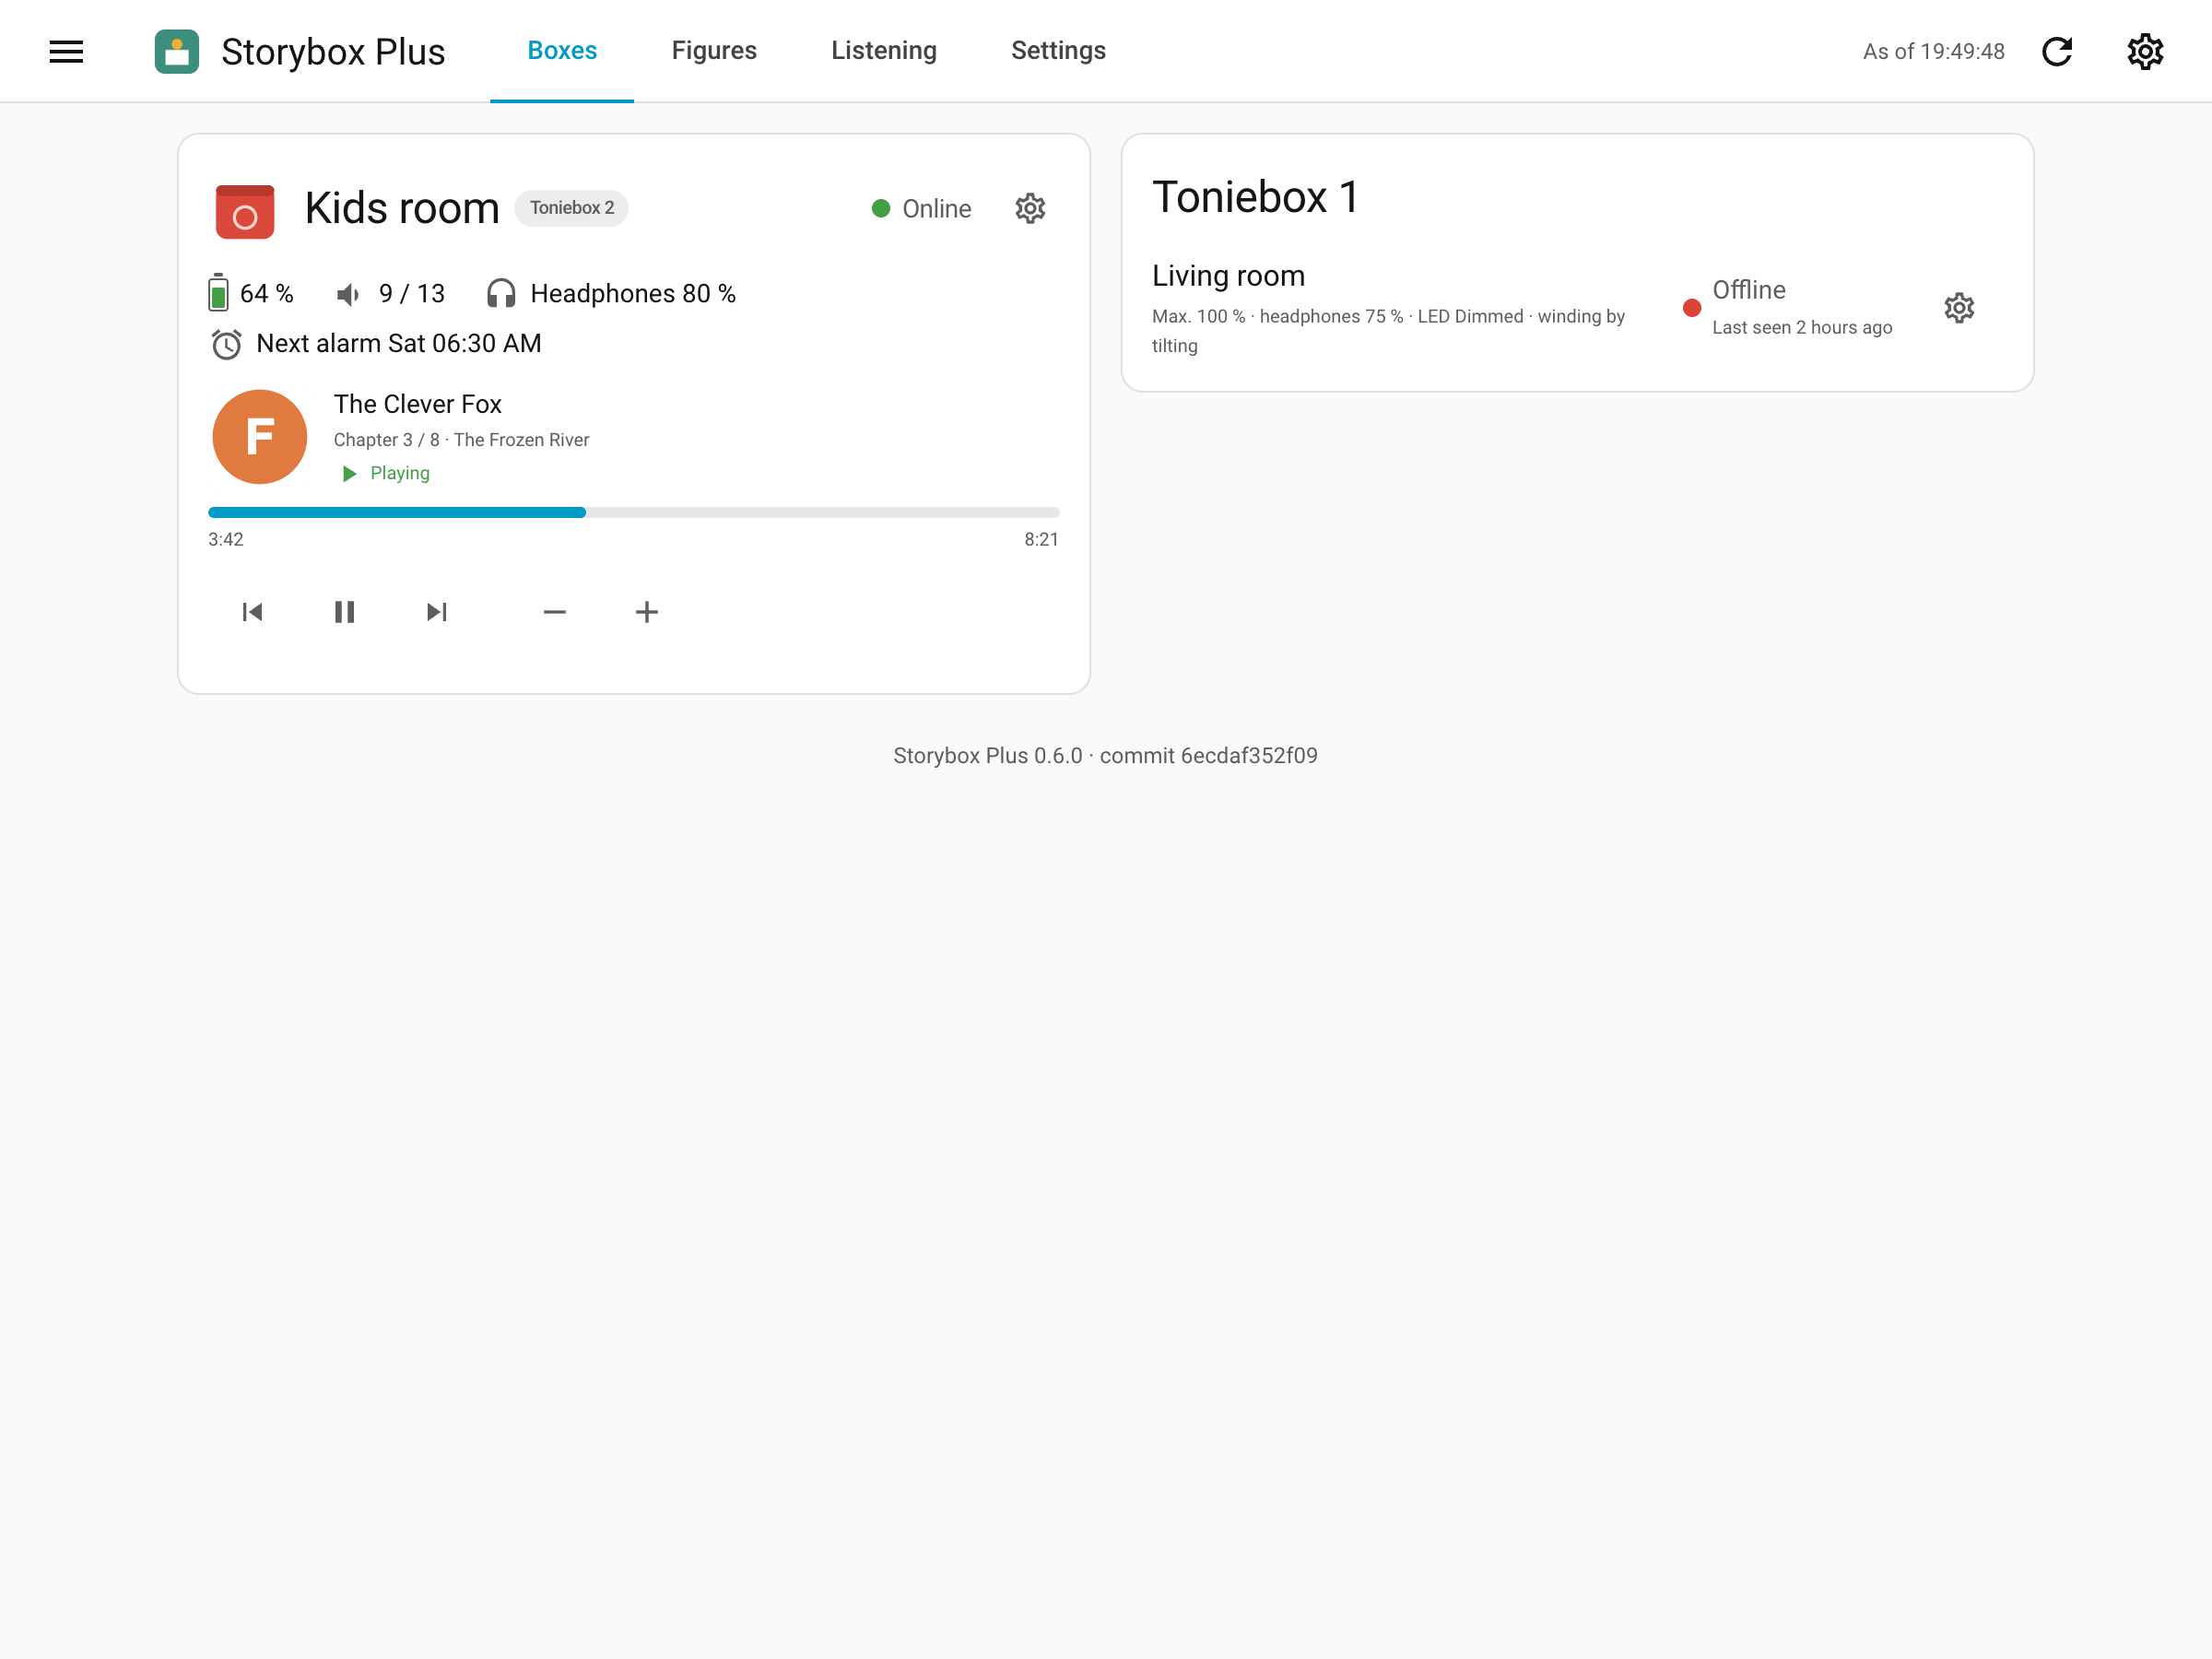 Storybox Plus
Boxes
Figures
Listening
Settings
As of 19:49:48
Kids room
Toniebox 2
Online
64 %
9 / 13
Headphones 80 %
Next alarm Sat 06:30 AM
F
The Clever Fox
Chapter 3 / 8 · The Frozen River
Playing
3:42
8:21
Toniebox 1
Living room
Max. 100 % · headphones 75 % · LED Dimmed · winding by
tilting
Offline
Last seen 2 hours ago
Storybox Plus 0.6.0 · commit 6ecdaf352f09